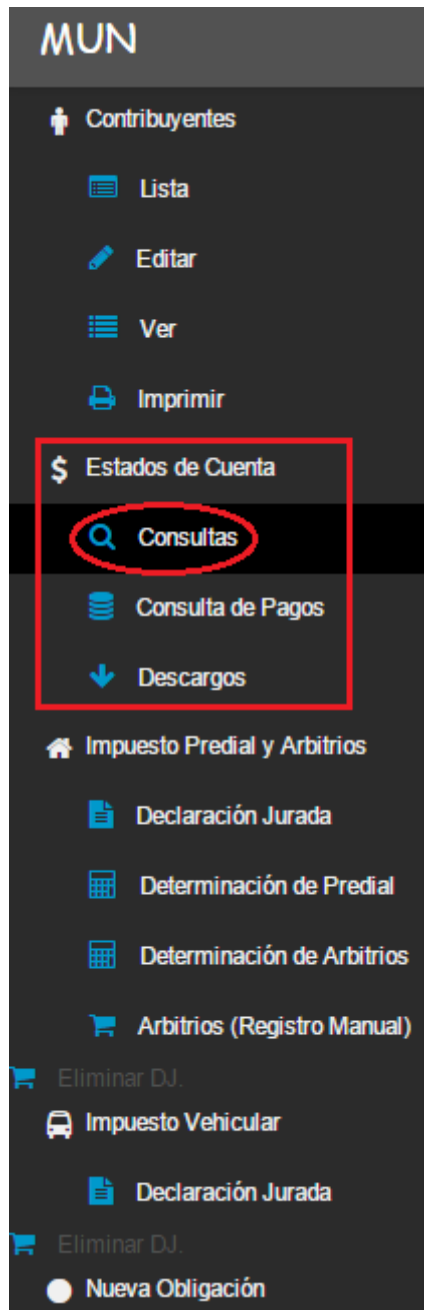 MUN
Contribuyentes
Lista
Editar
Ver
Imprimir
$ Estados de Cuenta
Consultas
Consulta de Pagos
Descargos
Impuesto Predial y Arbitrios
Declaración Jurada
Determinación de Predial
Determinación de Arbitrios
Arbitrios (Registro Manual)
Eliminar DJ.
Impuesto Vehicular
Declaración Jurada
Eliminar DJ.
Nueva Obligación